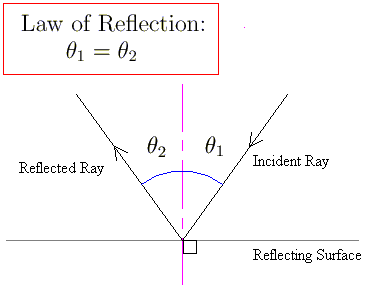 Law of Reflection:
θ₁ = θ₂
θ₂ θ₁
Reflected Ray
Incident Ray
Reflecting Surface